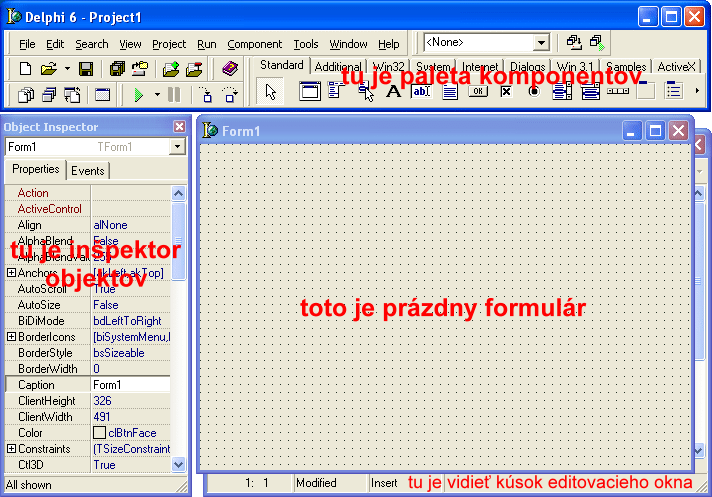 Delphi 6 - Project1
File Edit Search View Project Run Component Tools Window Help <None>
Standard Additional Win32 System Internet Dialogs Win 3.1 Samples ActiveX
tu je paleta komponentov
A ab OK
Object Inspector
Form1 TForm1
Properties Events
Action
ActiveControl
Align alNone
AlphaBlend False
AlphaBlendValue 255
tu je inšpektor
objektov
Anchors [akLeft,akTop]
AutoScroll True
AutoSize False
BiDiMode bdLeftToRight
BorderIcons [biSystemMenu,
BorderStyle bsSizeable
BorderWidth 0
Caption Form1
ClientHeight 326
ClientWidth 491
Color clBtnFace
Constraints (TSizeConstraint
Ctl3D True
All shown
Form1
toto je prázdny formulár
1: 1 Modified Insert
tu je vidieť kúsok editovacieho okna